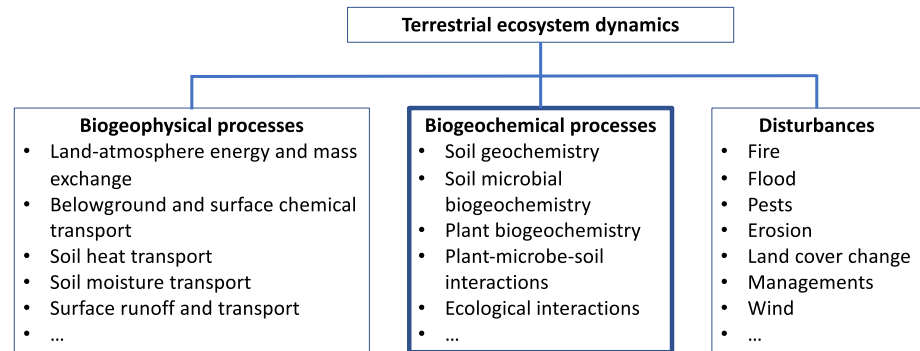 Terrestrial ecosystem dynamics
Biogeophysical processes
• Land-atmosphere energy and mass
exchange
• Belowground and surface chemical
transport
• Soil heat transport
• Soil moisture transport
• Surface runoff and transport
• ...
Biogeochemical processes
• Soil geochemistry
• Soil microbial
biogeochemistry
• Plant biogeochemistry
• Plant-microbe-soil
interactions
• Ecological interactions
• ...
Disturbances
• Fire
• Flood
• Pests
• Erosion
• Land cover change
• Managements
• Wind
• ...